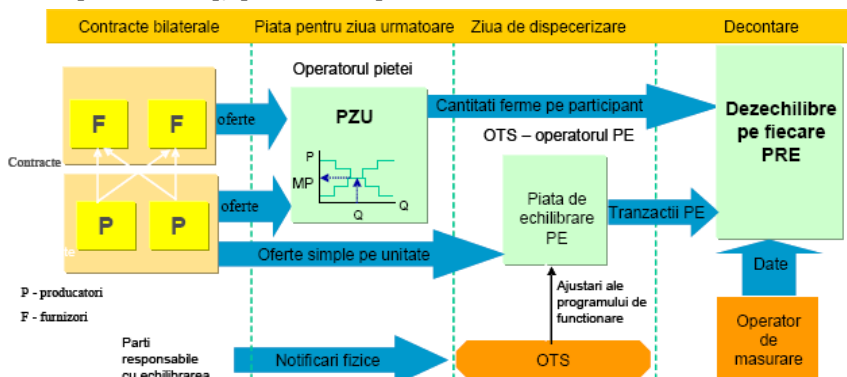 Contracte bilaterale
Piata pentru ziua urmatoare
Ziua de dispecerizare
Decontare
Operatorul pietei
F
F
oferte
PZU
P
MP
Q
Q
Cantitati ferme pe participant
Dezechilibre
pe fiecare
PRE
OTS – operatorul PE
Contracte
P
P
oferte
Piata de
echilibrare
PE
Tranzactii PE
Oferte simple pe unitate
Date
P - producatori
F - furnizori
Ajustari ale
programului de
functionare
Operator
de
masurare
Parti
responsabile
cu echilibrarea
Notificari fizice
OTS